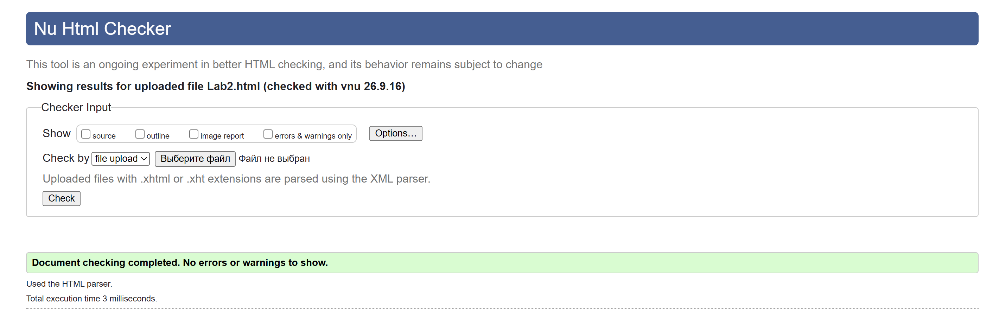 Nu Html Checker
This tool is an ongoing experiment in better HTML checking, and its behavior remains subject to change
Showing results for uploaded file Lab2.html (checked with vnu 26.9.16)
Checker Input
Show source outline image report errors & warnings only Options…
Check by file upload Выберите файл Файл не выбран
Uploaded files with .xhtml or .xht extensions are parsed using the XML parser.
Check
Document checking completed. No errors or warnings to show.
Used the HTML parser.
Total execution time 3 milliseconds.